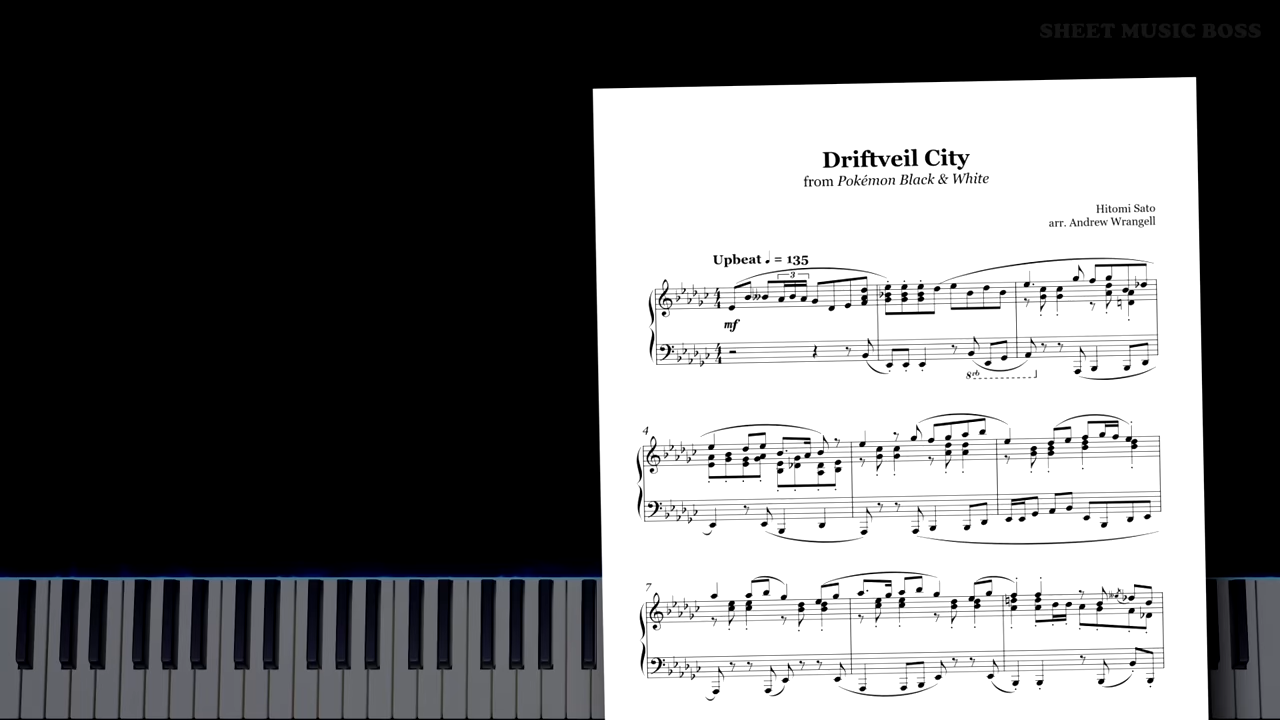 SHEET MUSIC BOSS
Driftveil City
from Pokémon Black & White
Hitomi Sato
arr. Andrew Wrangell
Upbeat ♩ = 135
3
mf
8vb
4
7